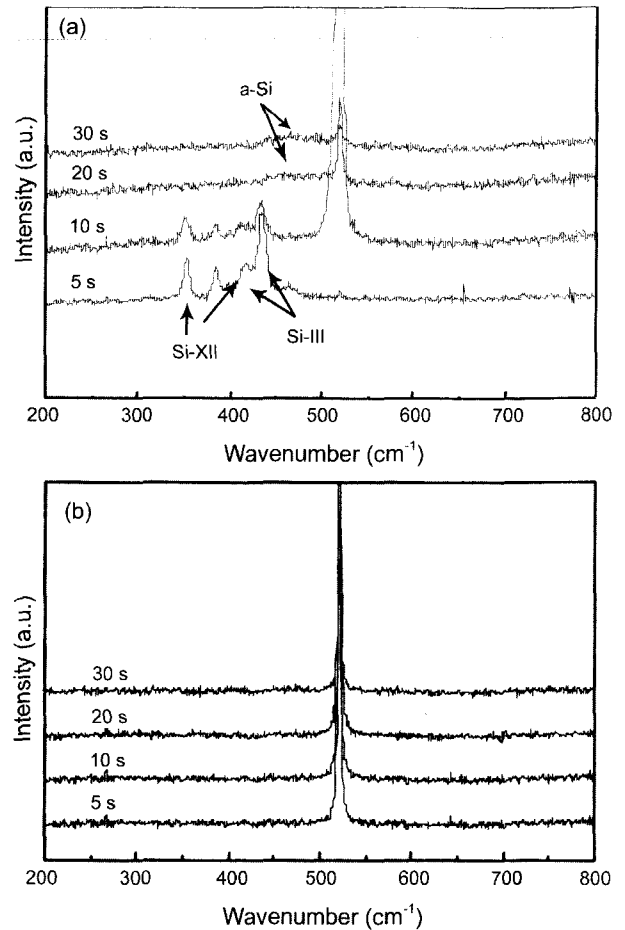 (a)
a-Si
30 s
20 s
10 s
5 s
Si-XII
Si-III
Intensity (a.u.)
200 300 400 500 600 700 800
Wavenumber (cm⁻¹)
(b)
30 s
20 s
10 s
5 s
Intensity (a.u.)
200 300 400 500 600 700 800
Wavenumber (cm⁻¹)